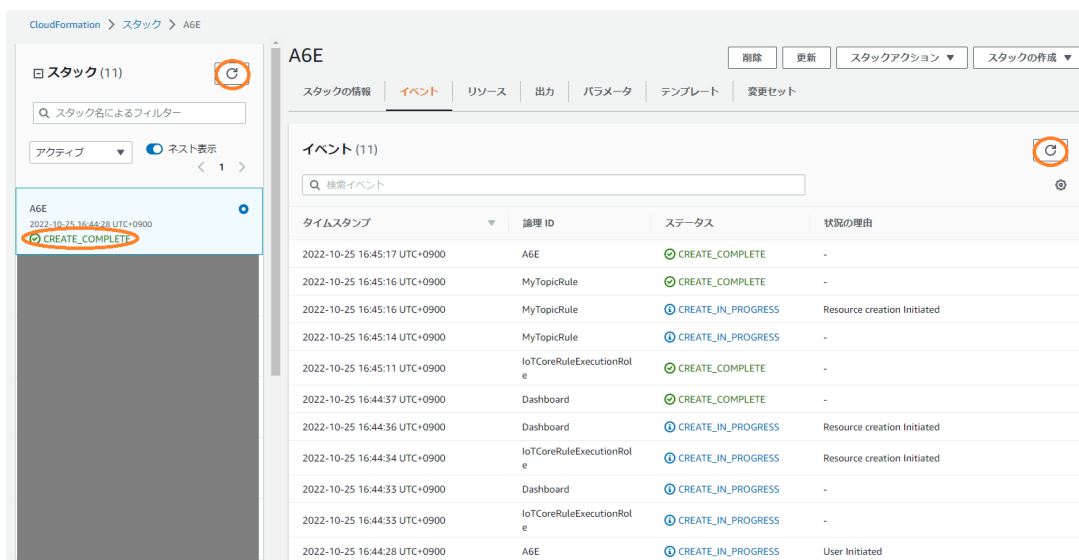 CloudFormation > スタック > A6E
スタック (11)
スタック名によるフィルター
アクティブ ▼
ネスト表示
< 1 >
A6E
2022-10-25 16:44:28 UTC+0900
CREATE_COMPLETE
A6E
削除 更新 スタックアクション ▼ スタックの作成 ▼
スタックの情報 イベント リソース 出力 パラメータ テンプレート 変更セット
イベント (11)
検索イベント
タイムスタンプ ▼ 論理 ID ステータス 状況の理由
2022-10-25 16:45:17 UTC+0900 A6E CREATE_COMPLETE -
2022-10-25 16:45:16 UTC+0900 MyTopicRule CREATE_COMPLETE -
2022-10-25 16:45:16 UTC+0900 MyTopicRule CREATE_IN_PROGRESS Resource creation Initiated
2022-10-25 16:45:14 UTC+0900 MyTopicRule CREATE_IN_PROGRESS -
2022-10-25 16:45:11 UTC+0900 IoTCoreRuleExecutionRol
e CREATE_COMPLETE -
2022-10-25 16:44:37 UTC+0900 Dashboard CREATE_COMPLETE -
2022-10-25 16:44:36 UTC+0900 Dashboard CREATE_IN_PROGRESS Resource creation Initiated
2022-10-25 16:44:34 UTC+0900 IoTCoreRuleExecutionRol
e CREATE_IN_PROGRESS Resource creation Initiated
2022-10-25 16:44:33 UTC+0900 Dashboard CREATE_IN_PROGRESS -
2022-10-25 16:44:33 UTC+0900 IoTCoreRuleExecutionRol
e CREATE_IN_PROGRESS -
2022-10-25 16:44:28 UTC+0900 A6E CREATE_IN_PROGRESS User Initiated